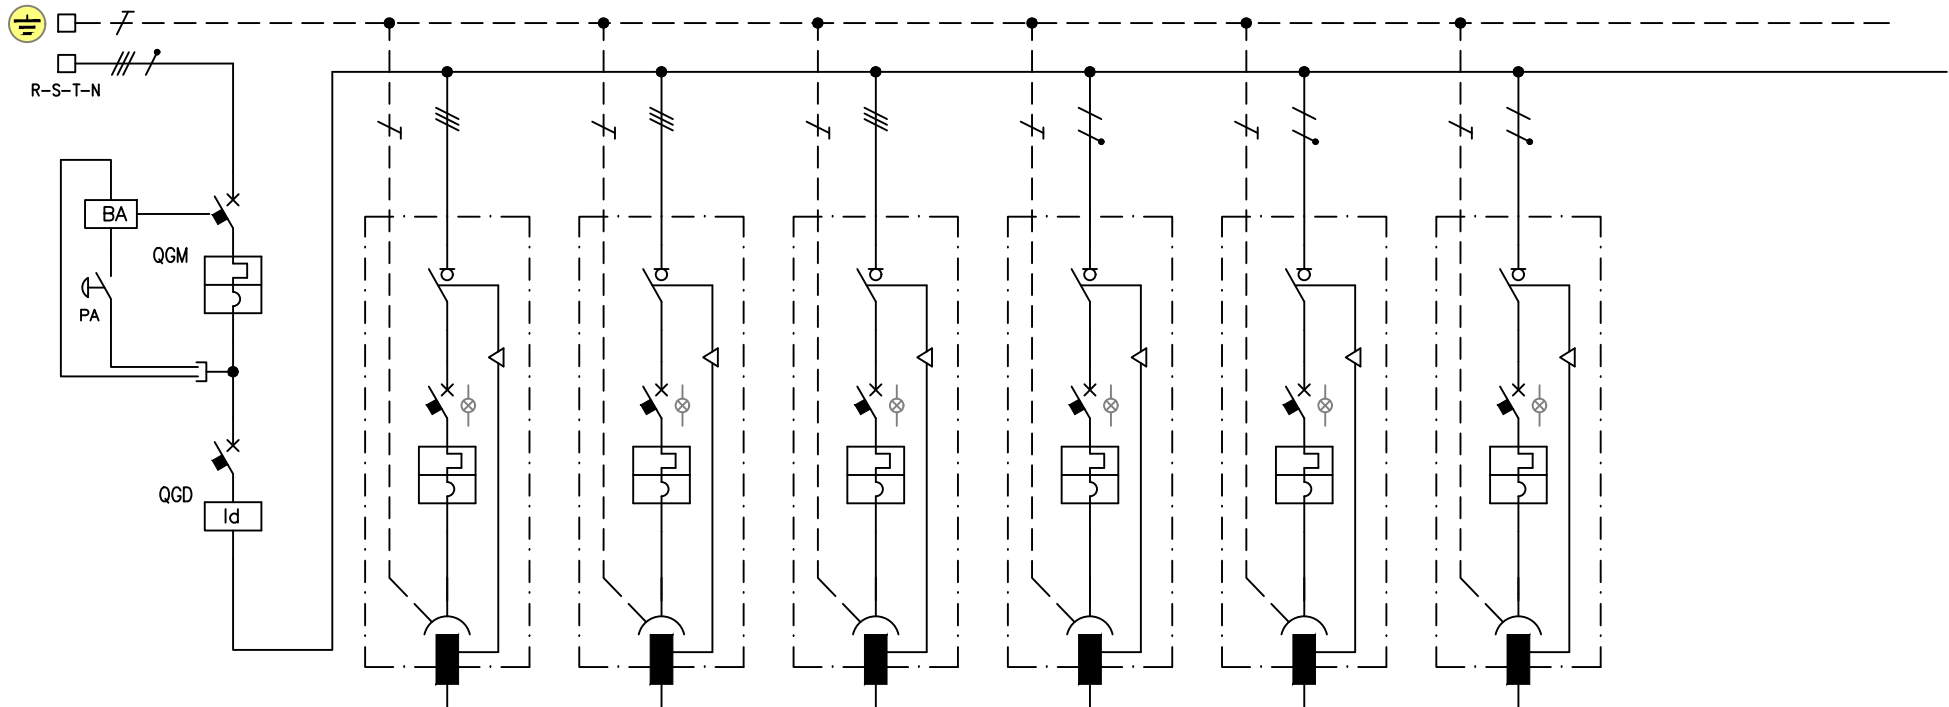 R-S-T-N
BA
QGM
PA
QGD
Id